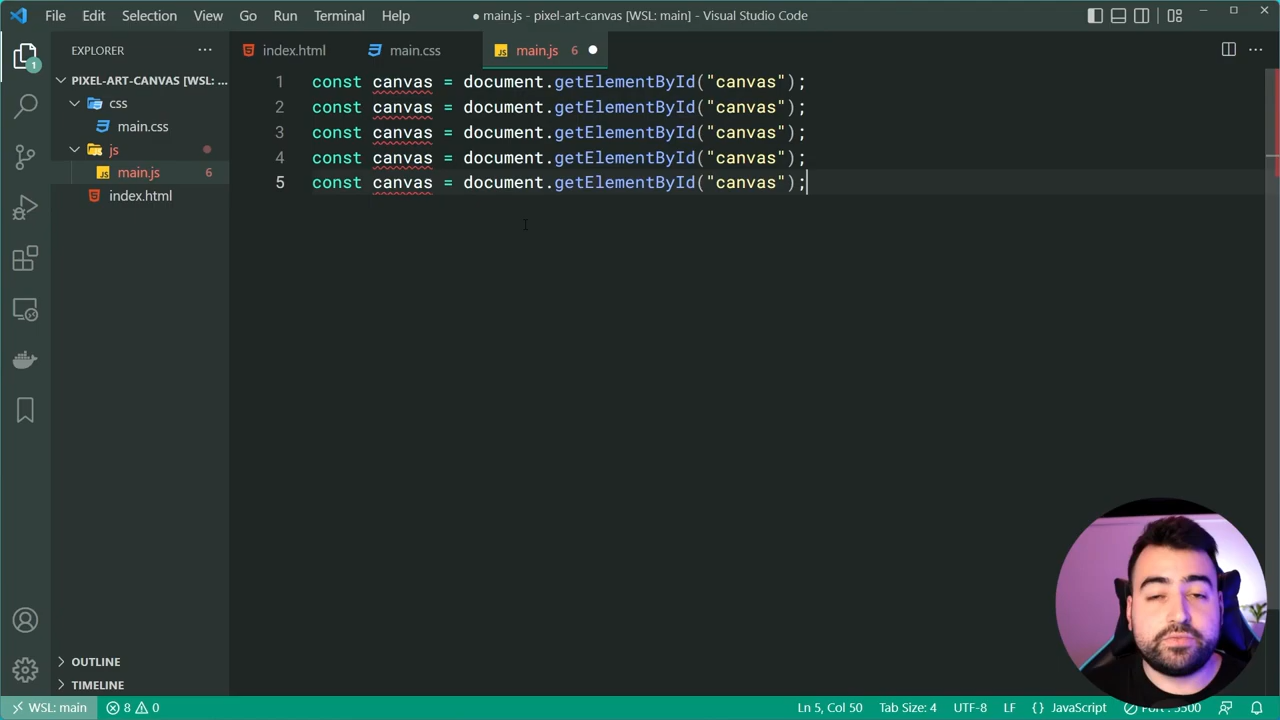 File Edit Selection View Go Run Terminal Help
● main.js - pixel-art-canvas [WSL: main] - Visual Studio Code
EXPLORER
index.html main.css main.js 6
PIXEL-ART-CANVAS [WSL: ...
css
main.css
js
main.js 6
index.html
1 const canvas = document.getElementById("canvas");
2 const canvas = document.getElementById("canvas");
3 const canvas = document.getElementById("canvas");
4 const canvas = document.getElementById("canvas");
5 const canvas = document.getElementById("canvas");
1
OUTLINE
TIMELINE
WSL: main 8 0 Ln 5, Col 50 Tab Size: 4 UTF-8 LF {} JavaScript